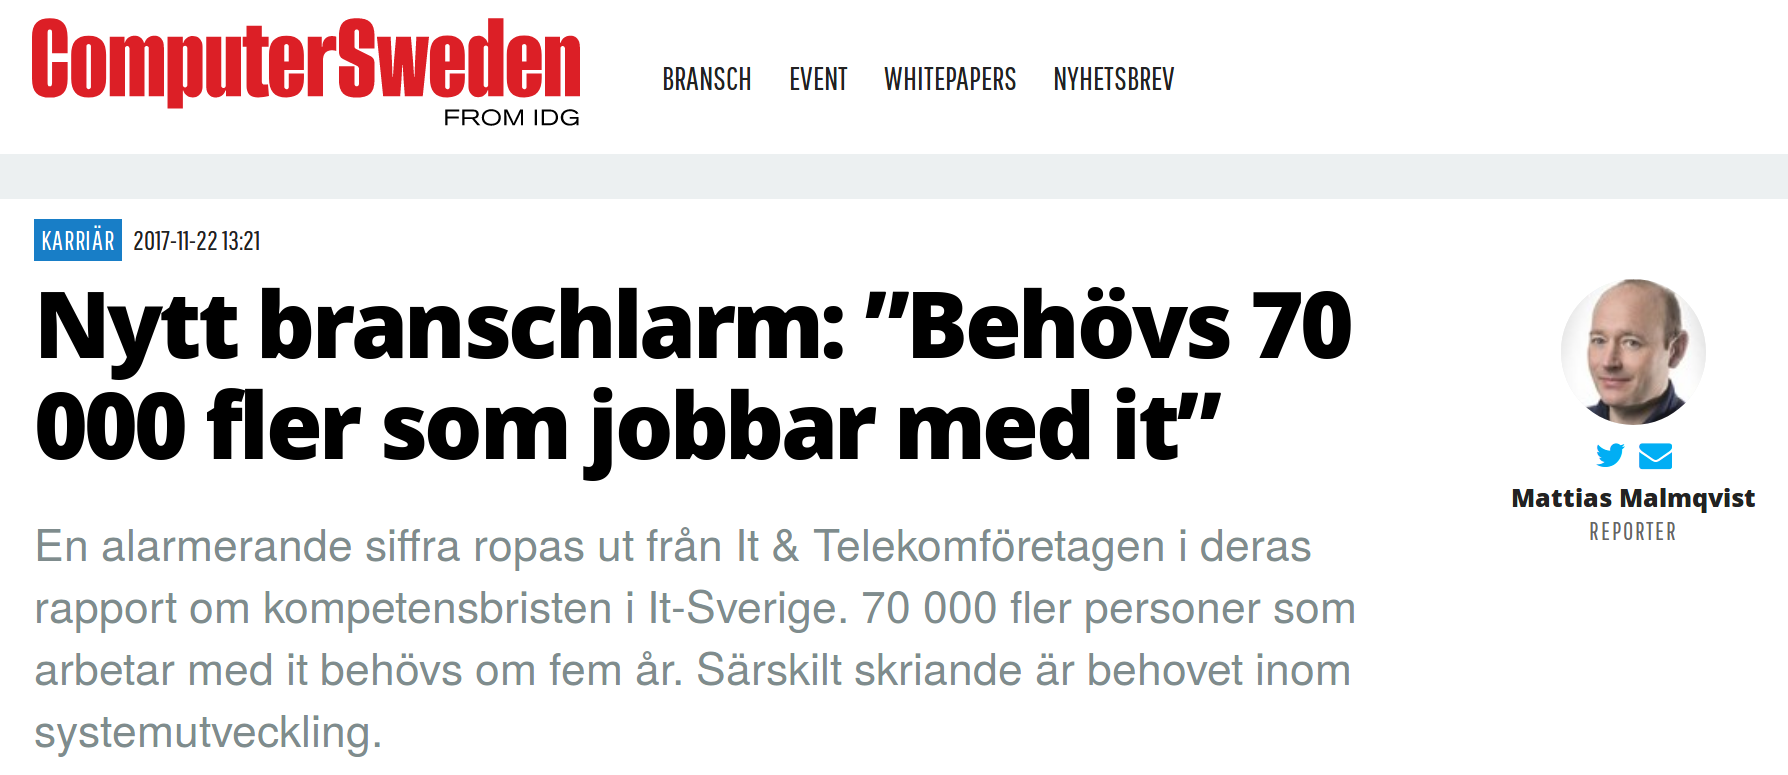 ComputerSweden
FROM IDG
BRANSCH EVENT WHITEPAPERS NYHETSBREV
KARRIÄR 2017-11-22 13:21
Nytt branschlarm: ”Behövs 70
000 fler som jobbar med it”
En alarmerande siffra ropas ut från It & Telekomföretagen i deras
rapport om kompetensbristen i It-Sverige. 70 000 fler personer som
arbetar med it behövs om fem år. Särskilt skriande är behovet inom
systemutveckling.
Mattias Malmqvist
REPORTER